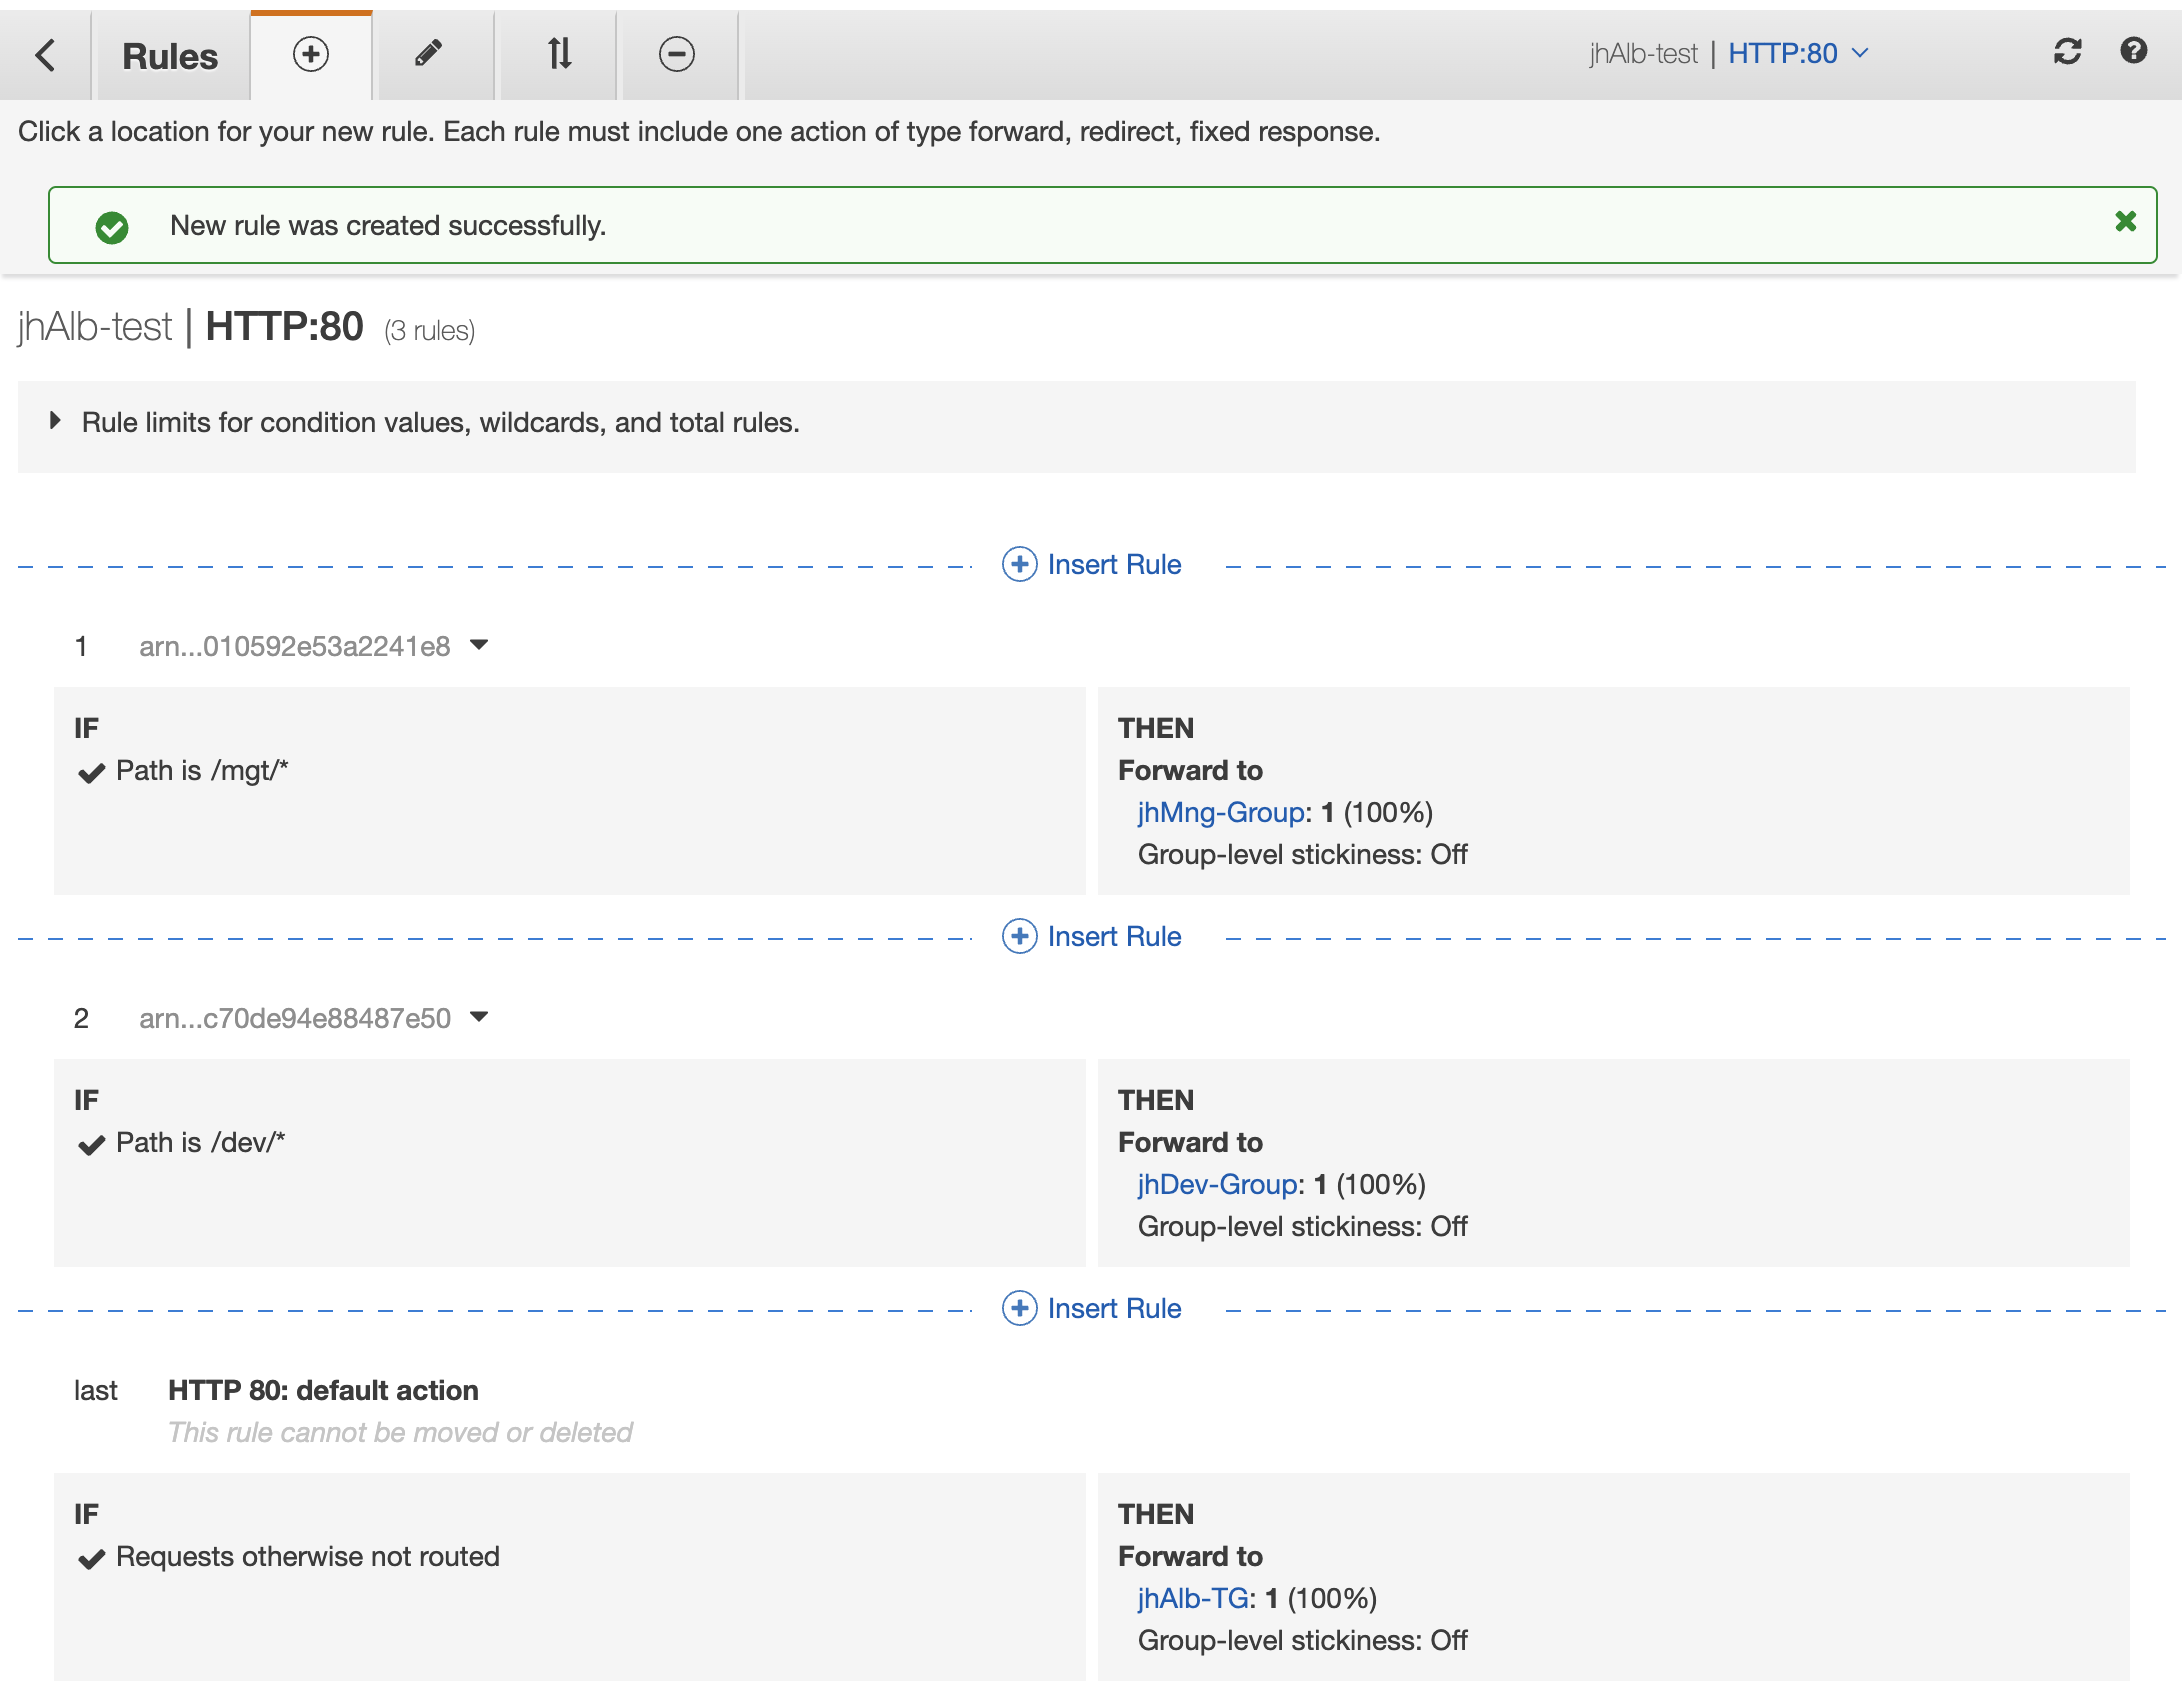 Rules
jhAlb-test | HTTP:80
Click a location for your new rule. Each rule must include one action of type forward, redirect, fixed response.
New rule was created successfully.
jhAlb-test | HTTP:80 (3 rules)
Rule limits for condition values, wildcards, and total rules.
Insert Rule
1 arn...010592e53a2241e8
IF
Path is /mgt/*
THEN
Forward to
jhMng-Group: 1 (100%)
Group-level stickiness: Off
Insert Rule
2 arn...c70de94e88487e50
IF
Path is /dev/*
THEN
Forward to
jhDev-Group: 1 (100%)
Group-level stickiness: Off
Insert Rule
last HTTP 80: default action
This rule cannot be moved or deleted
IF
Requests otherwise not routed
THEN
Forward to
jhAlb-TG: 1 (100%)
Group-level stickiness: Off